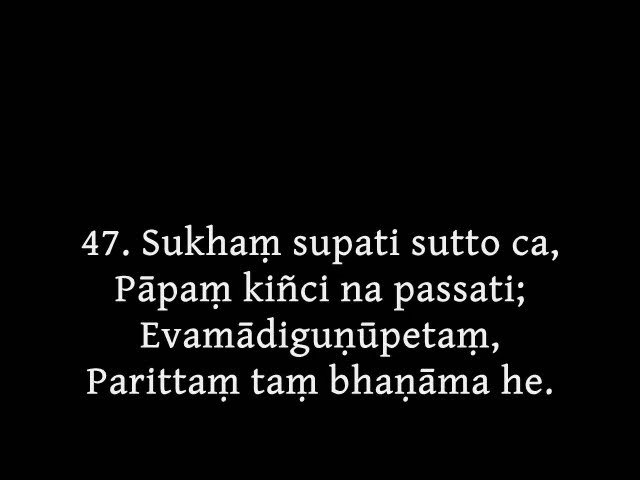 47. Sukhaṃ supati sutto ca,
Pāpaṃ kiñci na passati;
Evamādiguṇūpetaṃ,
Parittaṃ taṃ bhaṇāma he.